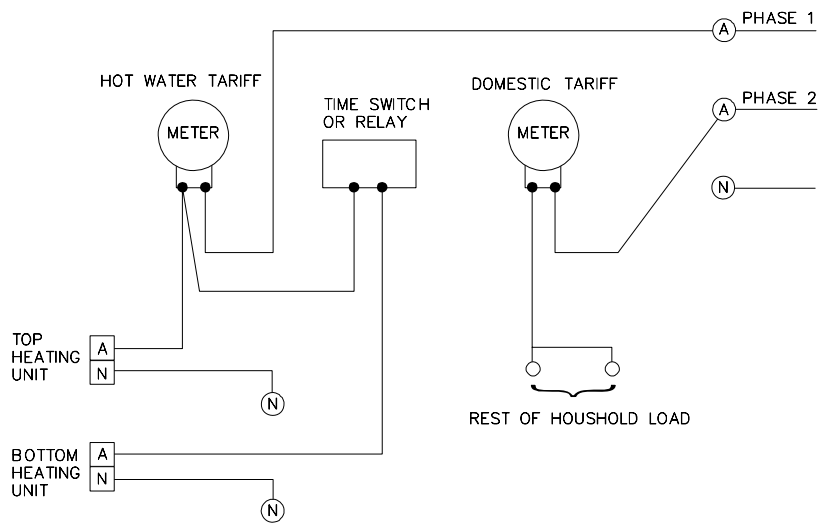 PHASE 1
A
HOT WATER TARIFF
DOMESTIC TARIFF
TIME SWITCH
OR RELAY
PHASE 2
A
METER
METER
N
TOP
HEATING
UNIT
A
N
N
REST OF HOUSHOLD LOAD
BOTTOM
HEATING
UNIT
A
N
N